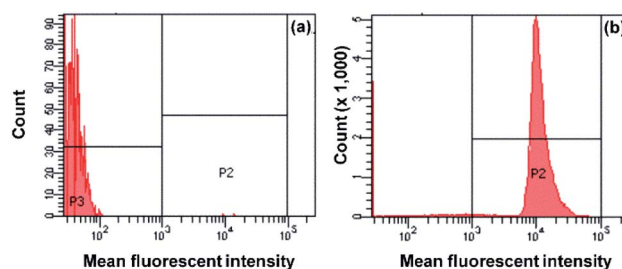 (a)
Count
90
80
70
60
50
40
30
20
10
0
P3
P2
10² 10³ 10⁴ 10⁵
Mean fluorescent intensity
(b)
Count (x 1,000)
5
4
3
2
1
0
P2
10² 10³ 10⁴ 10⁵
Mean fluorescent intensity